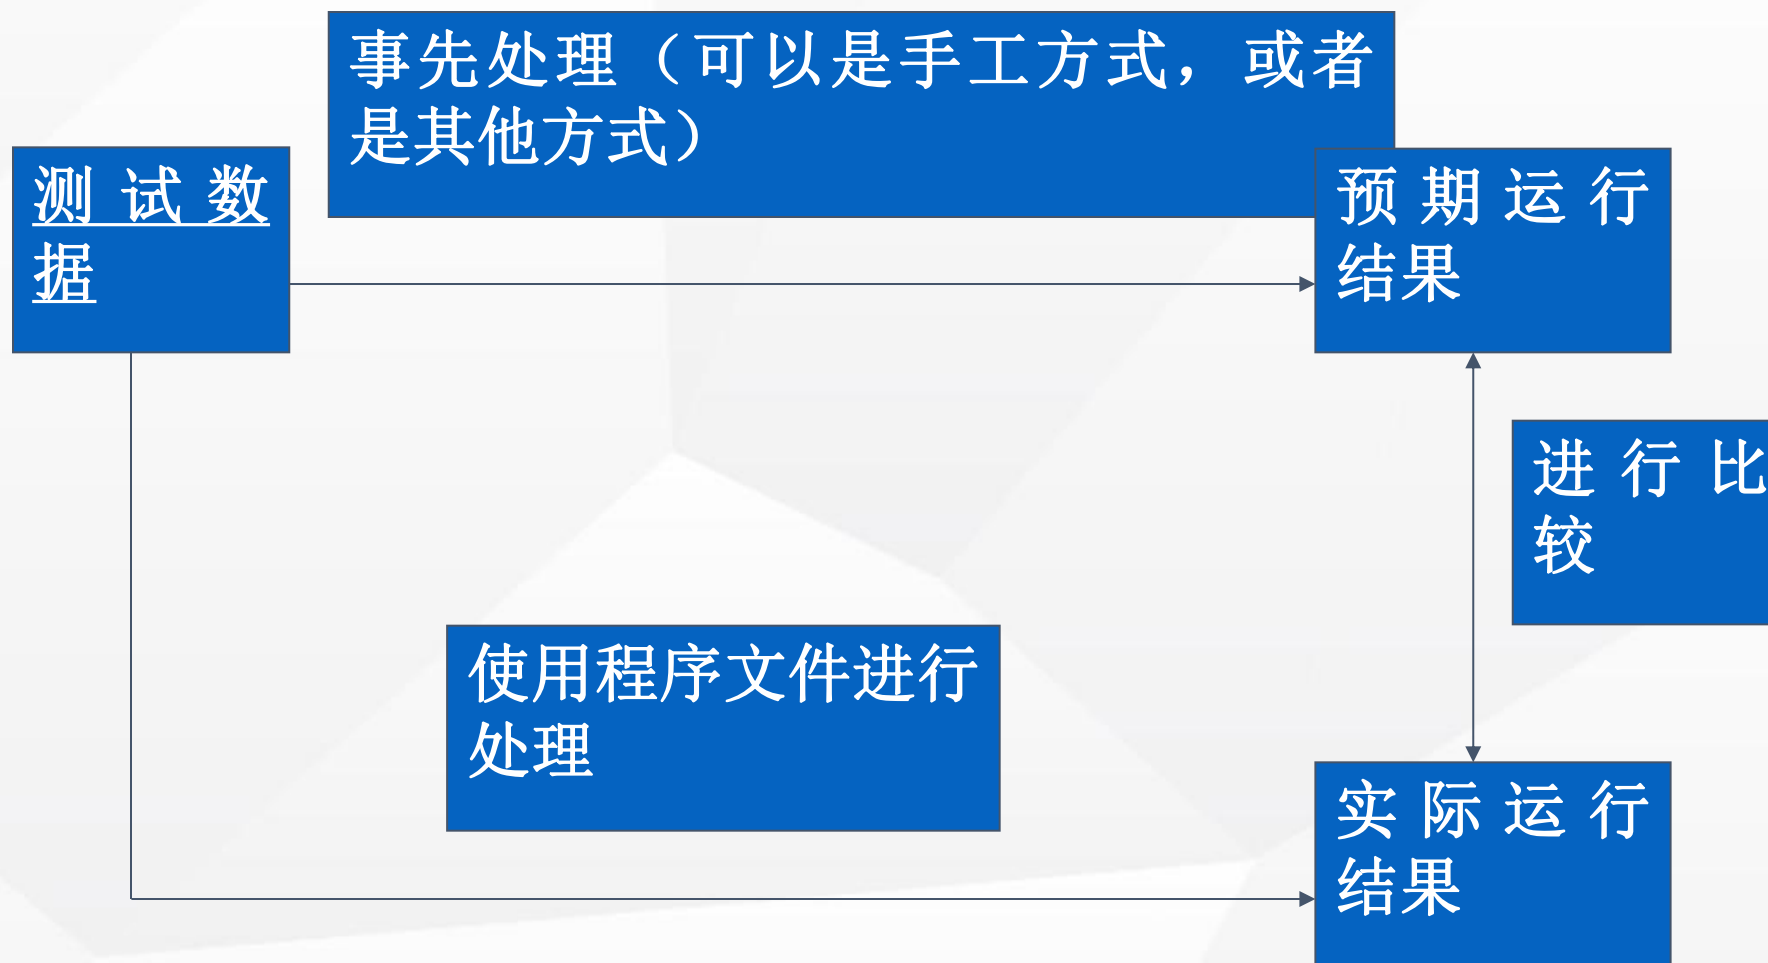 事先处理（可以是手工方式，或者
是其他方式）
测试数
据
预期运行
结果
进行比
较
使用程序文件进行
处理
实际运行
结果